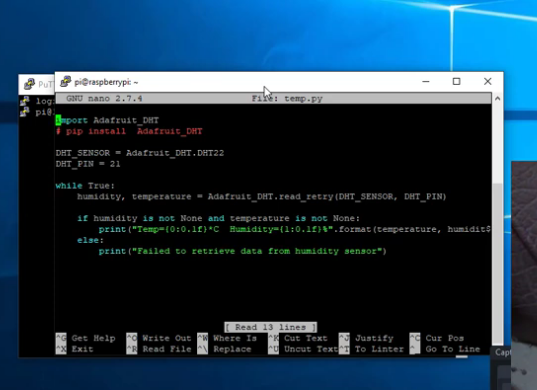 PuT
pi@raspberrypi: ~
log
pi@
GNU nano 2.7.4 File: temp.py
import Adafruit_DHT
# pip install Adafruit_DHT
DHT_SENSOR = Adafruit_DHT.DHT22
DHT_PIN = 21
while True:
humidity, temperature = Adafruit_DHT.read_retry(DHT_SENSOR, DHT_PIN)
if humidity is not None and temperature is not None:
print("Temp={0:0.1f}*C Humidity={1:0.1f}%".format(temperature, humidit$
else:
print("Failed to retrieve data from humidity sensor")
[ Read 13 lines ]
^G Get Help ^O Write Out ^W Where Is ^K Cut Text ^J Justify ^C Cur Pos
^X Exit ^R Read File ^\ Replace ^U Uncut Text ^T To Linter ^_ Go To Line
Capt